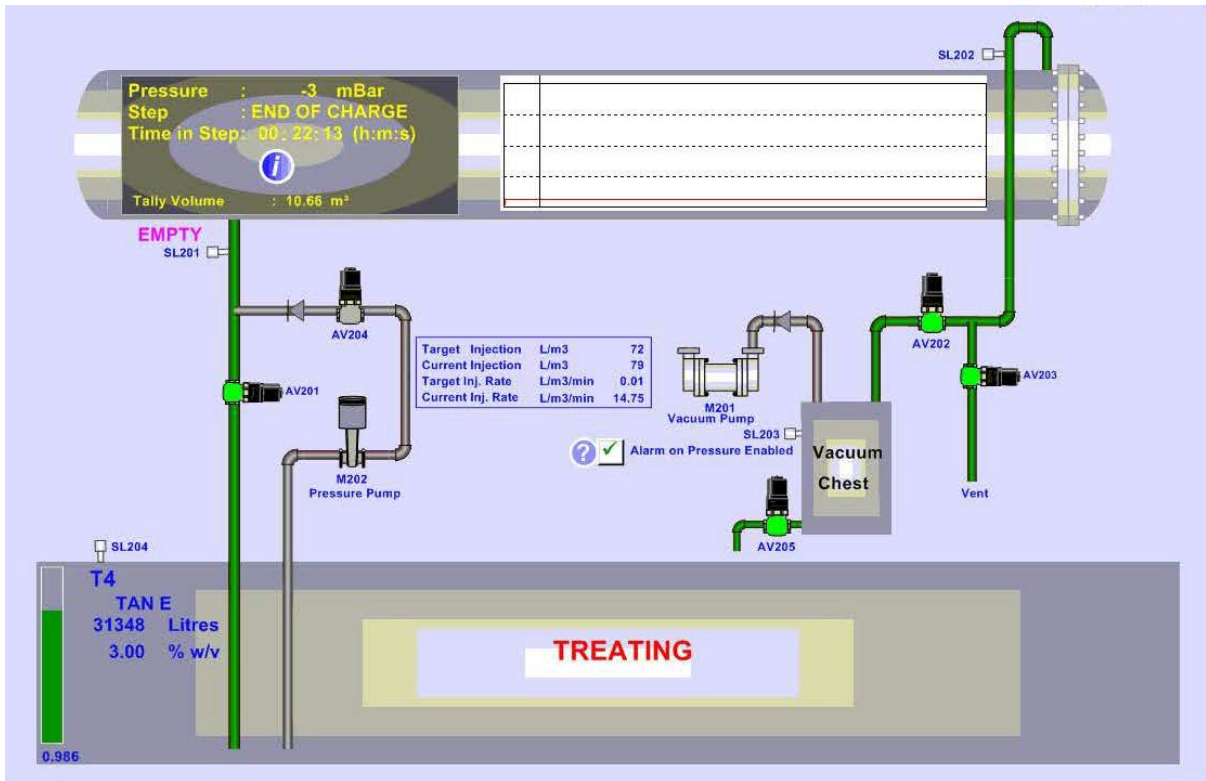 SL202
Pressure : -3 mBar
Step : END OF CHARGE
Time in Step: 00:22:13 (h:m:s)
i
Tally Volume : 10.66 m³
EMPTY
SL201
AV204
AV202
Target Injection L/m3 72
Current Injection L/m3 79
Target Inj. Rate L/m3/min 0.01
Current Inj. Rate L/m3/min 14.75
AV201
AV203
M201
Vacuum Pump
SL203
? Alarm on Pressure Enabled
Vacuum
Chest
M202
Pressure Pump
Vent
AV205
SL204
T4
TAN E
31348 Litres
3.00 % w/v
TREATING
0.986